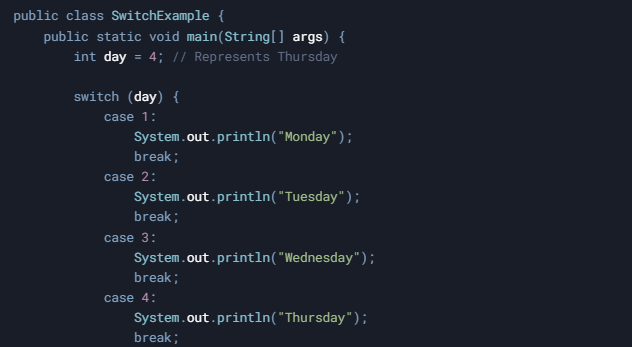 public class SwitchExample {
    public static void main(String[] args) {
        int day = 4; // Represents Thursday
        switch (day) {
            case 1:
                System.out.println("Monday");
                break;
            case 2:
                System.out.println("Tuesday");
                break;
            case 3:
                System.out.println("Wednesday");
                break;
            case 4:
                System.out.println("Thursday");
                break;